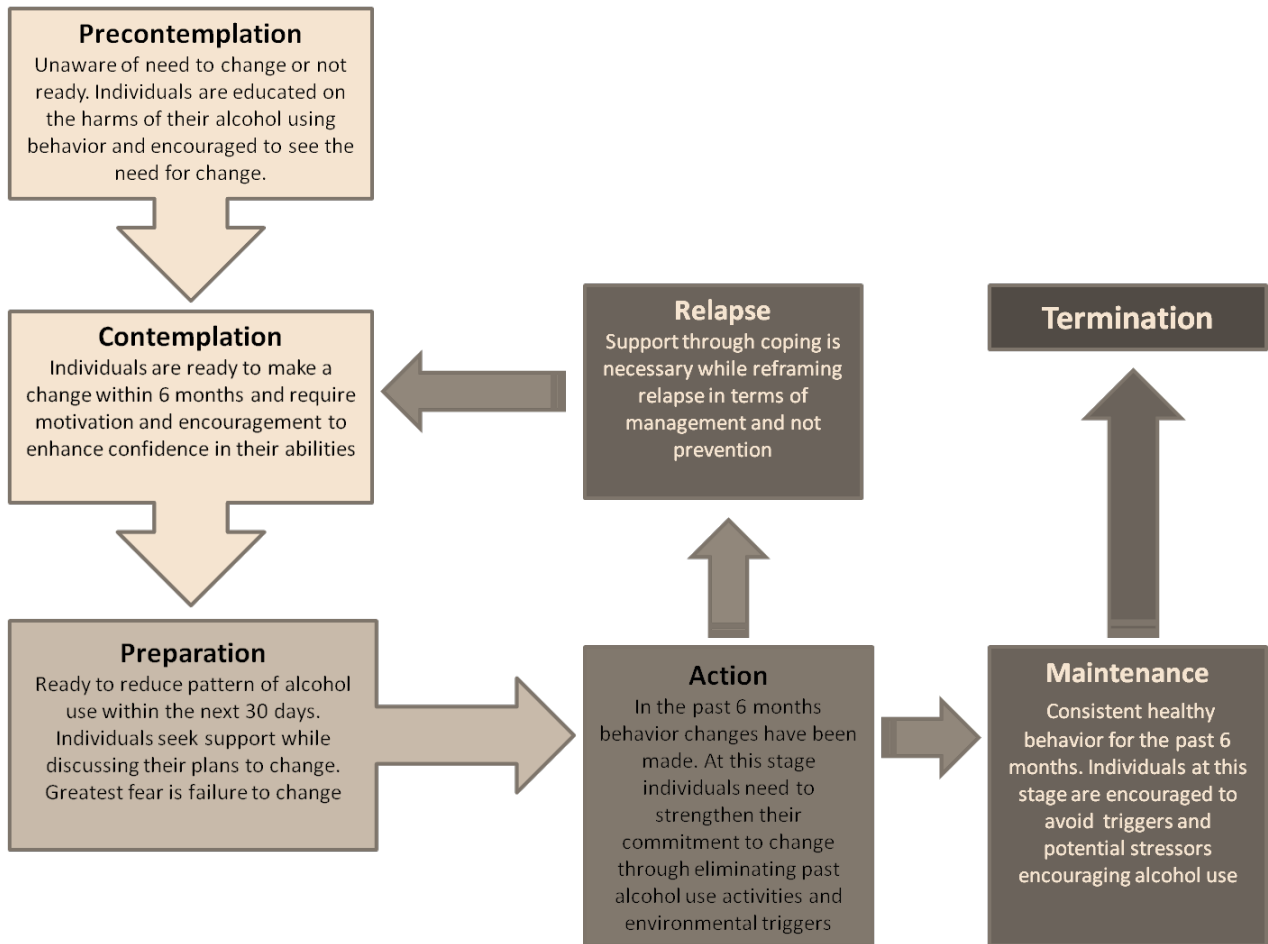 Precontemplation
Unaware of need to change or not
ready. Individuals are educated on
the harms of their alcohol using
behavior and encouraged to see the
need for change.
Contemplation
Individuals are ready to make a
change within 6 months and require
motivation and encouragement to
enhance confidence in their abilities
Preparation
Ready to reduce pattern of alcohol
use within the next 30 days.
Individuals seek support while
discussing their plans to change.
Greatest fear is failure to change
Action
In the past 6 months
behavior changes have been
made. At this stage
individuals need to
strengthen their
commitment to change
through eliminating past
alcohol use activities and
environmental triggers
Relapse
Support through coping is
necessary while reframing
relapse in terms of
management and not
prevention
Maintenance
Consistent healthy
behavior for the past 6
months. Individuals at this
stage are encouraged to
avoid triggers and
potential stressors
encouraging alcohol use
Termination